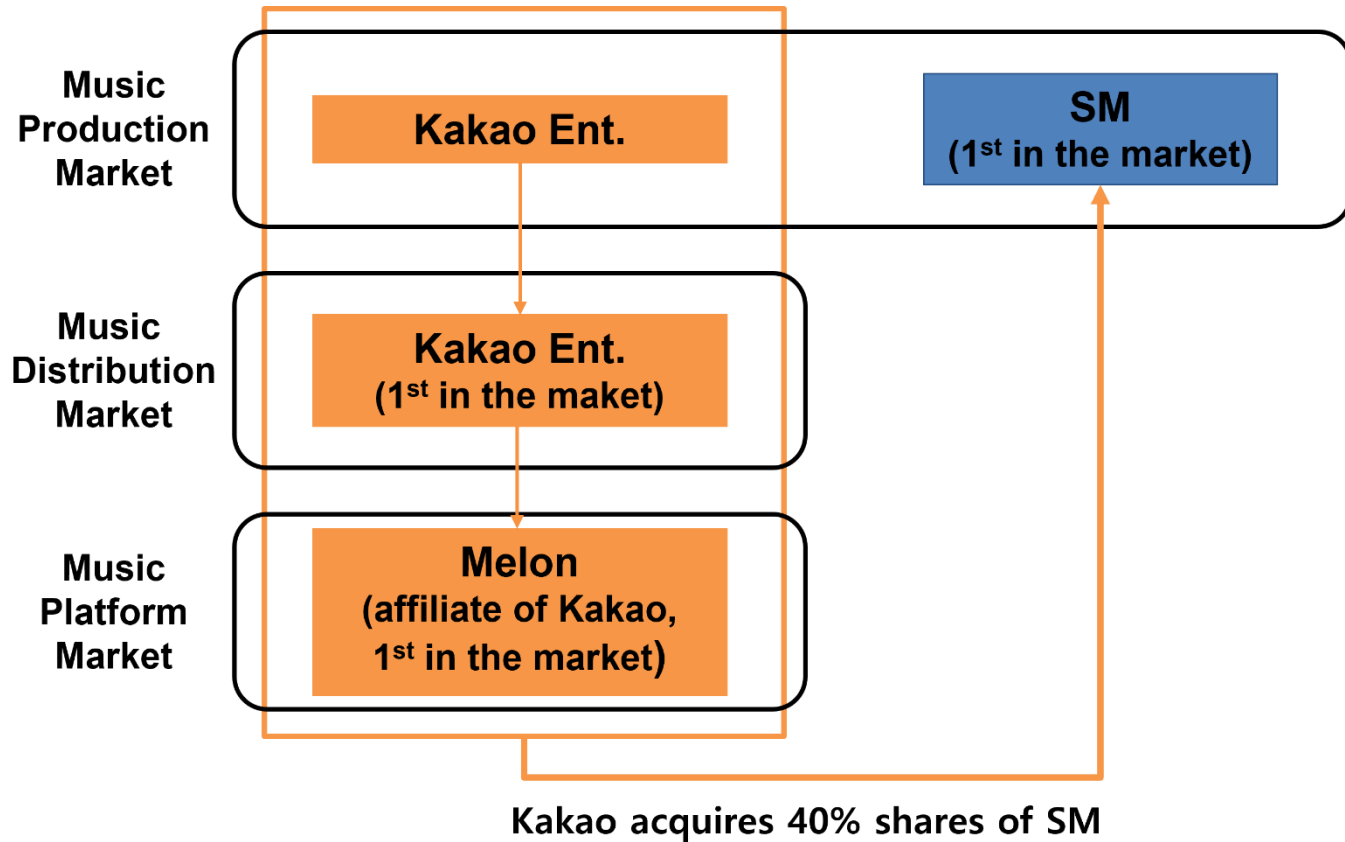 Music
Production
Market
Kakao Ent.
SM
(1st in the market)
Music
Distribution
Market
Kakao Ent.
(1st in the maket)
Music
Platform
Market
Melon
(affiliate of Kakao,
1st in the market)
Kakao acquires 40% shares of SM